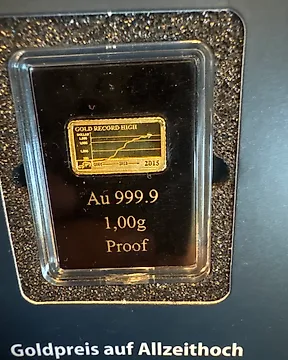 GOLD RECORD HIGH
2015
Au 999.9
1,00g
Proof
Goldpreis auf Allzeithoch